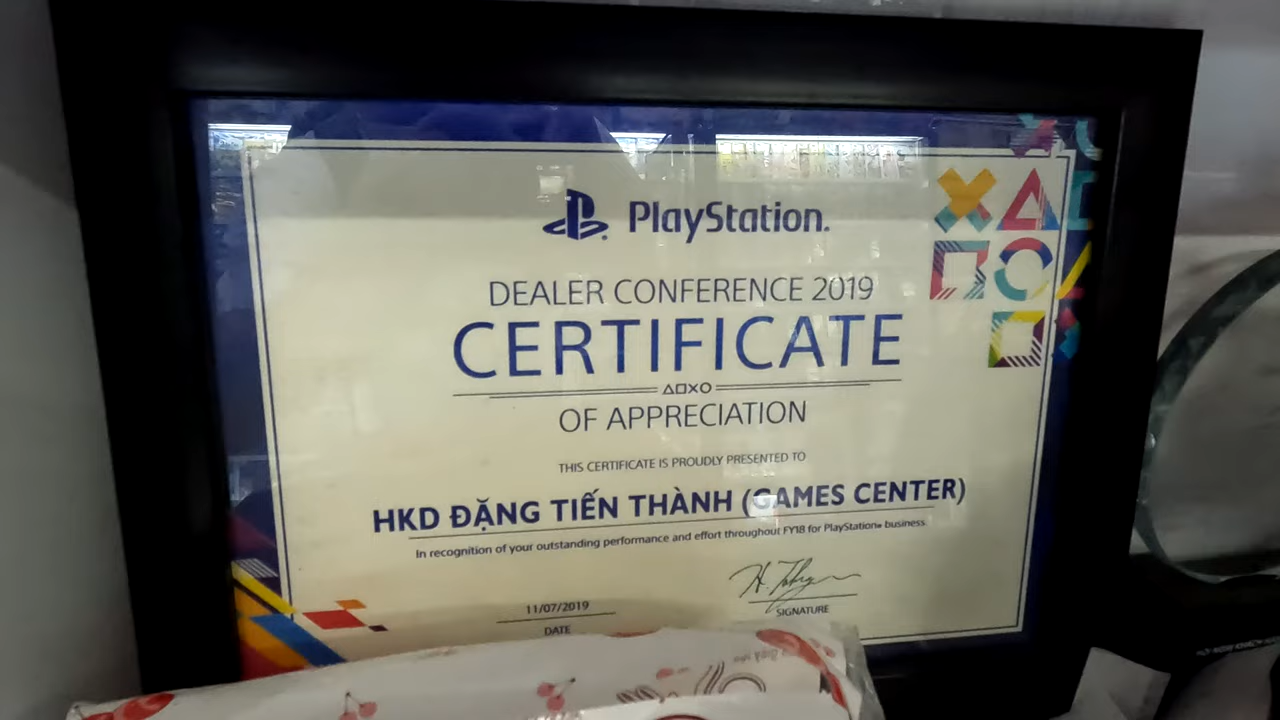 PlayStation.
DEALER CONFERENCE 2019
CERTIFICATE
OF APPRECIATION
THIS CERTIFICATE IS PROUDLY PRESENTED TO
HKD ĐẶNG TIẾN THÀNH (GAMES CENTER)
In recognition of your outstanding performance and effort throughout FY18 for PlayStation® business
11/07/2019
DATE
SIGNATURE